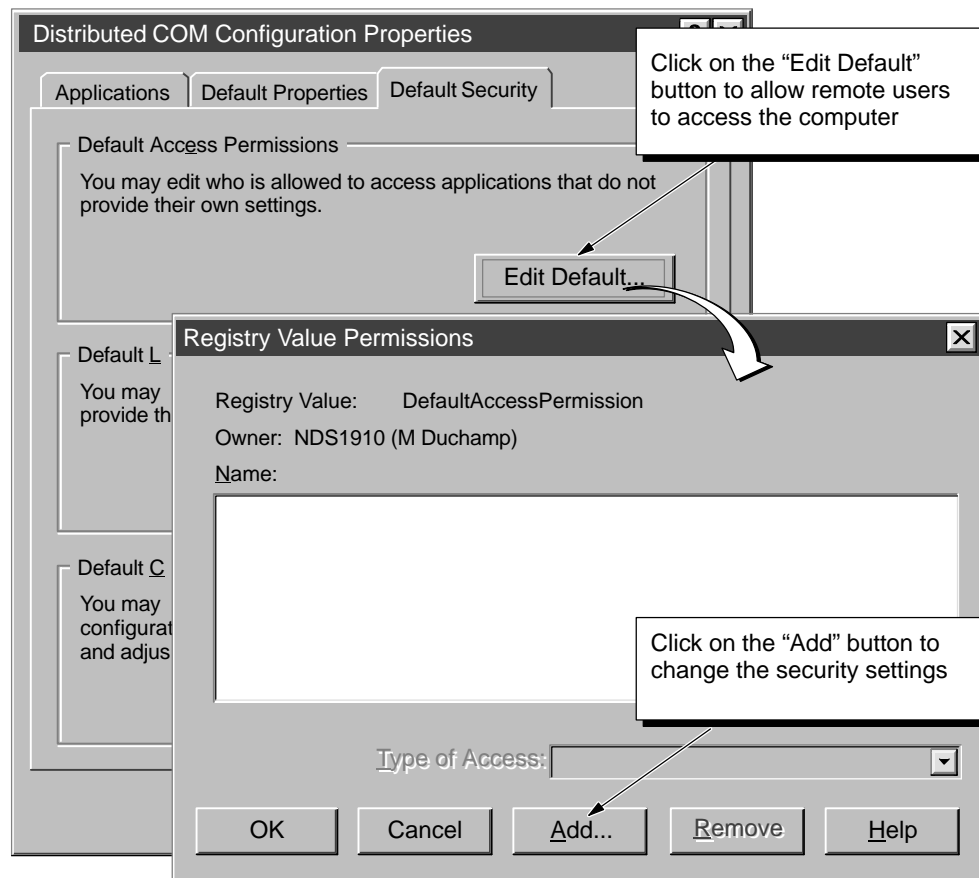 Distributed COM Configuration Properties
Click on the “Edit Default”
button to allow remote users
to access the computer
Applications
Default Properties
Default Security
Default Access Permissions
You may edit who is allowed to access applications that do not
provide their own settings.
Edit Default...
Registry Value Permissions
Default L
You may
provide th
Registry Value: DefaultAccessPermission
Owner: NDS1910 (M Duchamp)
Name:
Default C
You may
configurat
and adjus
Click on the “Add” button to
change the security settings
Type of Access:
OK
Cancel
Add...
Remove
Help